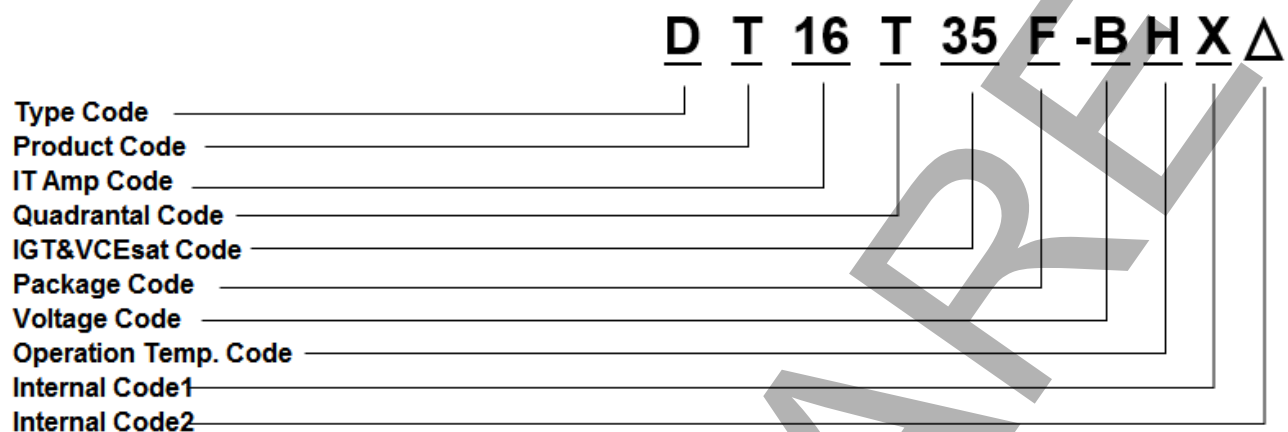 D T 16 T 35 F -B H X △
Type Code
Product Code
IT Amp Code
Quadrantal Code
IGT&VCEsat Code
Package Code
Voltage Code
Operation Temp. Code
Internal Code1
Internal Code2